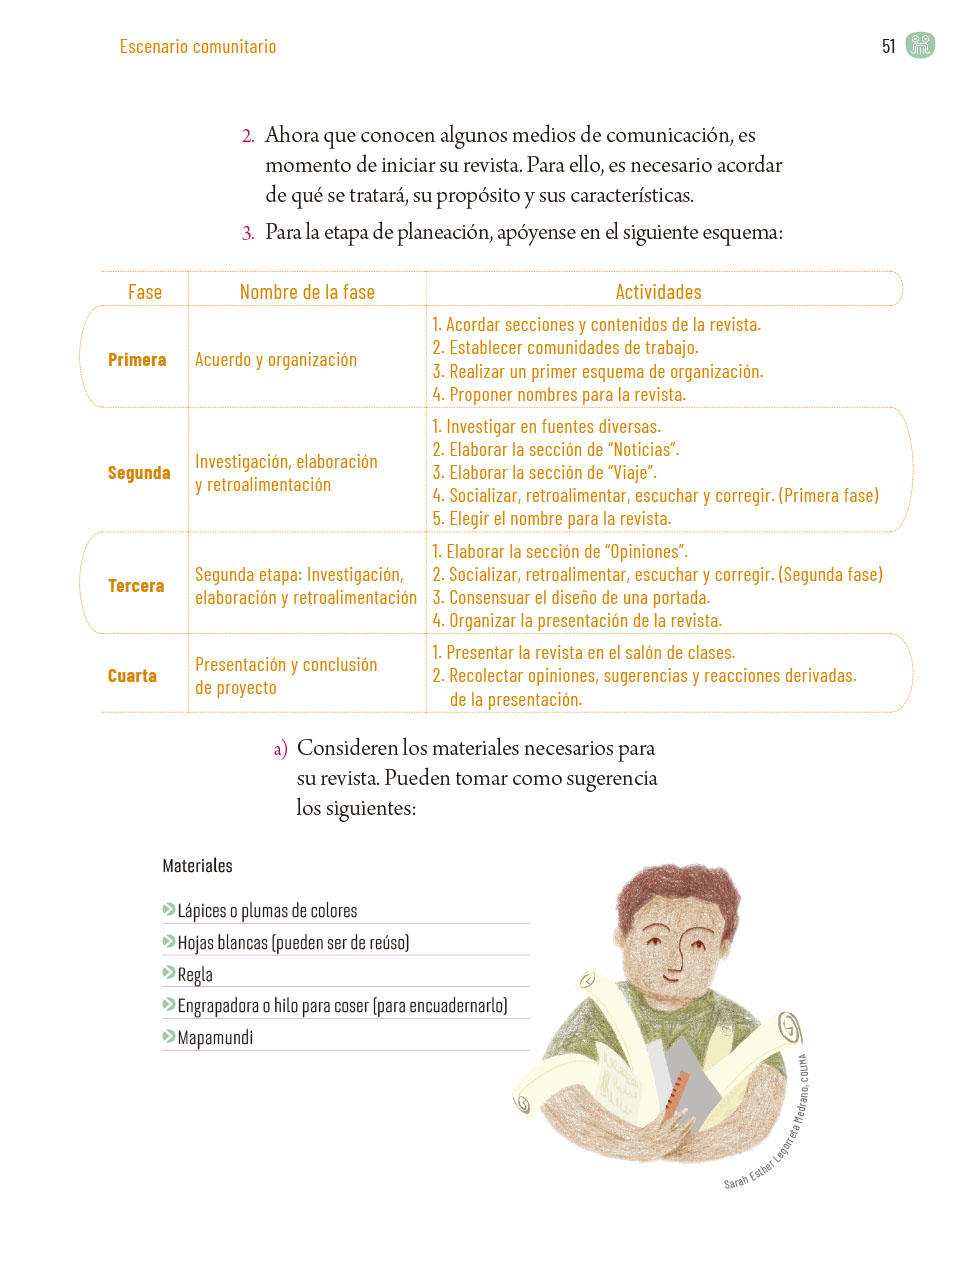 Escenario comunitario
51
2. Ahora que conocen algunos medios de comunicación, es
momento de iniciar su revista. Para ello, es necesario acordar
de qué se tratará, su propósito y sus características.
3. Para la etapa de planeación, apóyense en el siguiente esquema:
Fase Nombre de la fase Actividades
Primera
Acuerdo y organización
1. Acordar secciones y contenidos de la revista.
2. Establecer comunidades de trabajo.
3. Realizar un primer esquema de organización.
4. Proponer nombres para la revista.
Segunda
Investigación, elaboración
y retroalimentación
1. Investigar en fuentes diversas.
2. Elaborar la sección de “Noticias”.
3. Elaborar la sección de “Viaje”.
4. Socializar, retroalimentar, escuchar y corregir. (Primera fase)
5. Elegir el nombre para la revista.
Tercera
Segunda etapa: Investigación,
elaboración y retroalimentación
1. Elaborar la sección de “Opiniones”.
2. Socializar, retroalimentar, escuchar y corregir. (Segunda fase)
3. Consensuar el diseño de una portada.
4. Organizar la presentación de la revista.
Cuarta
Presentación y conclusión
de proyecto
1. Presentar la revista en el salón de clases.
2. Recolectar opiniones, sugerencias y reacciones derivadas.
de la presentación.
a) Consideren los materiales necesarios para
su revista. Pueden tomar como sugerencia
los siguientes:
Materiales
Lápices o plumas de colores
Hojas blancas (pueden ser de reúso)
Regla
Engrapadora o hilo para coser (para encuadernarlo)
Mapamundi
Sarah Esther Legorreta Medrano, COLIMA